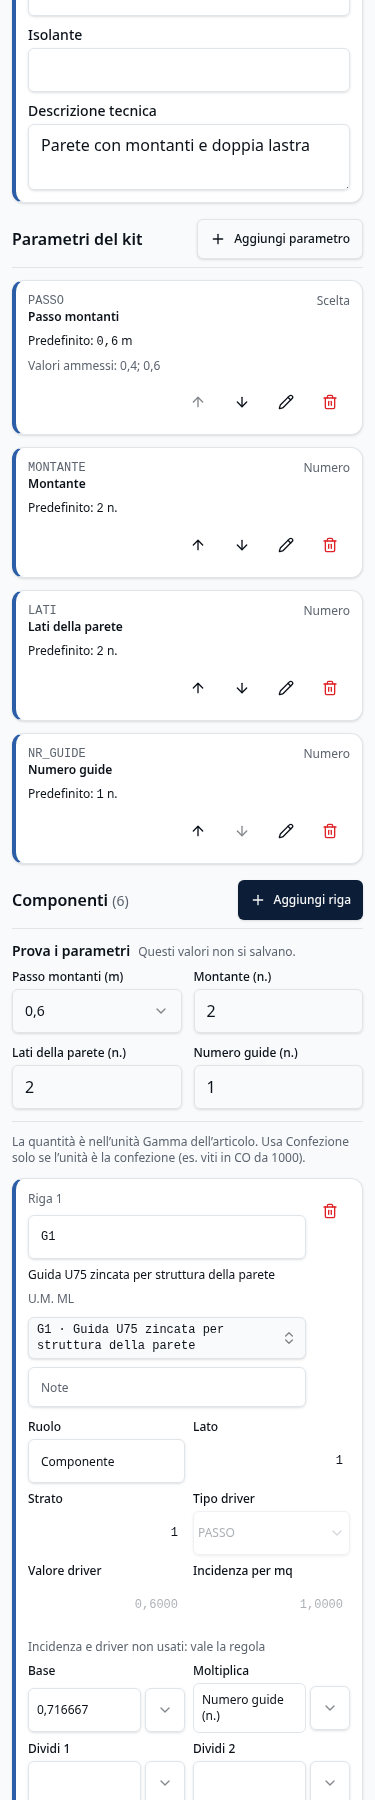 Isolante
Descrizione tecnica
Parete con montanti e doppia lastra
Parametri del kit
Aggiungi parametro
PASSO
Scelta
Passo montanti
Predefinito: 0,6 m
Valori ammessi: 0,4; 0,6
MONTANTE
Numero
Montante
Predefinito: 2 n.
LATI
Numero
Lati della parete
Predefinito: 2 n.
NR_GUIDE
Numero
Numero guide
Predefinito: 1 n.
Componenti (6)
Aggiungi riga
Prova i parametri Questi valori non si salvano.
Passo montanti (m)
Montante (n.)
0,6
2
Lati della parete (n.)
Numero guide (n.)
2
1
La quantità è nell'unità Gamma dell'articolo. Usa Confezione
solo se l'unità è la confezione (es. viti in CO da 1000).
Riga 1
G1
Guida U75 zincata per struttura della parete
U.M. ML
G1 · Guida U75 zincata per
struttura della parete
Note
Ruolo
Lato
Componente
1
Strato
Tipo driver
1
PASSO
Valore driver
Incidenza per mq
0,6000
1,0000
Incidenza e driver non usati: vale la regola
Base
Moltiplica
0,716667
Numero guide
(n.)
Dividi 1
Dividi 2